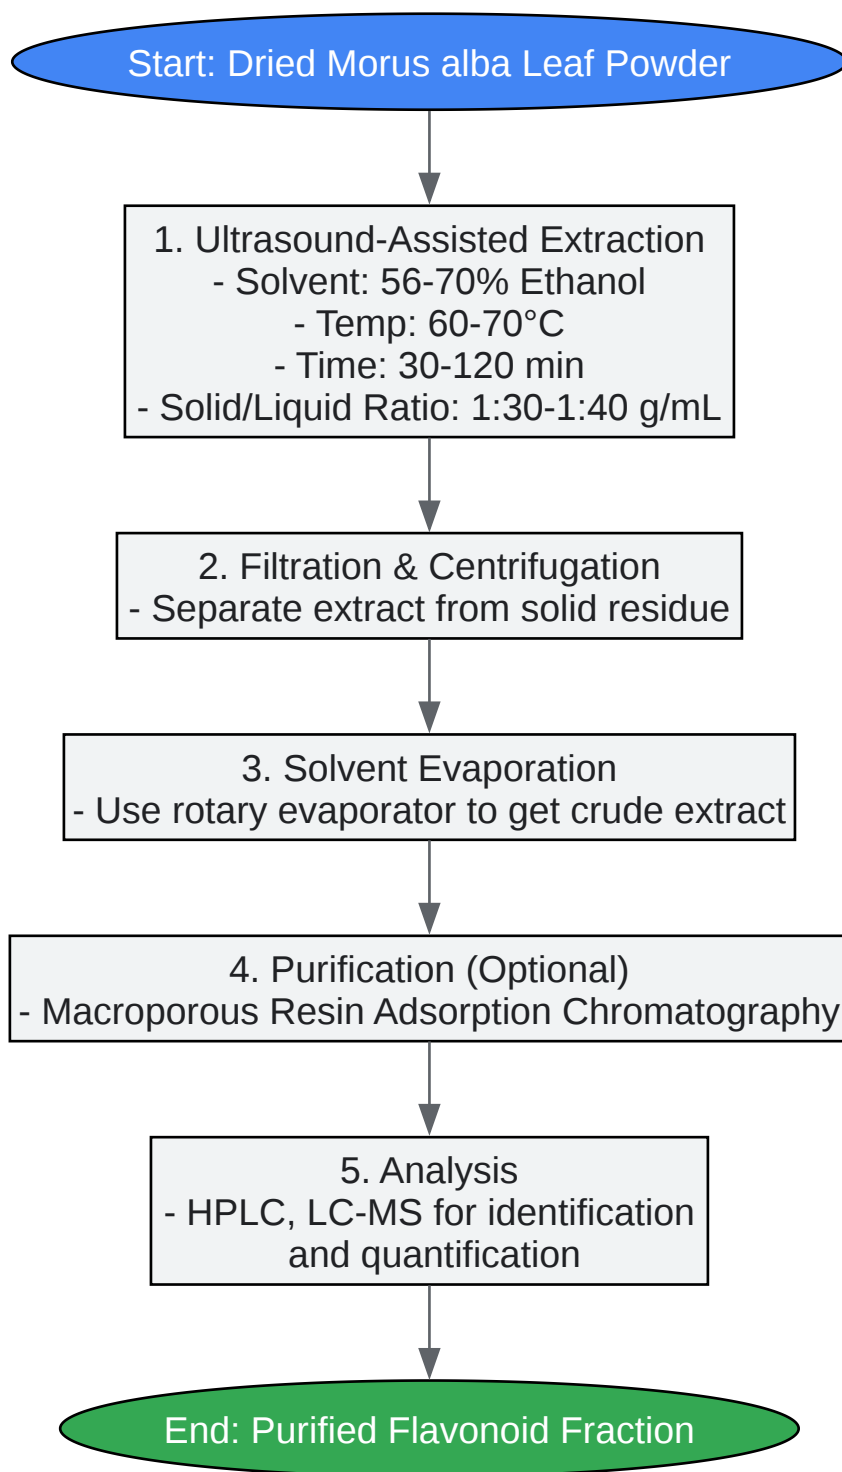 Start: Dried Morus alba Leaf Powder
1. Ultrasound-Assisted Extraction
- Solvent: 56-70% Ethanol
- Temp: 60-70°C
- Time: 30-120 min
- Solid/Liquid Ratio: 1:30-1:40 g/mL
2. Filtration & Centrifugation
- Separate extract from solid residue
3. Solvent Evaporation
- Use rotary evaporator to get crude extract
4. Purification (Optional)
- Macroporous Resin Adsorption Chromatography
5. Analysis
- HPLC, LC-MS for identification
and quantification
End: Purified Flavonoid Fraction